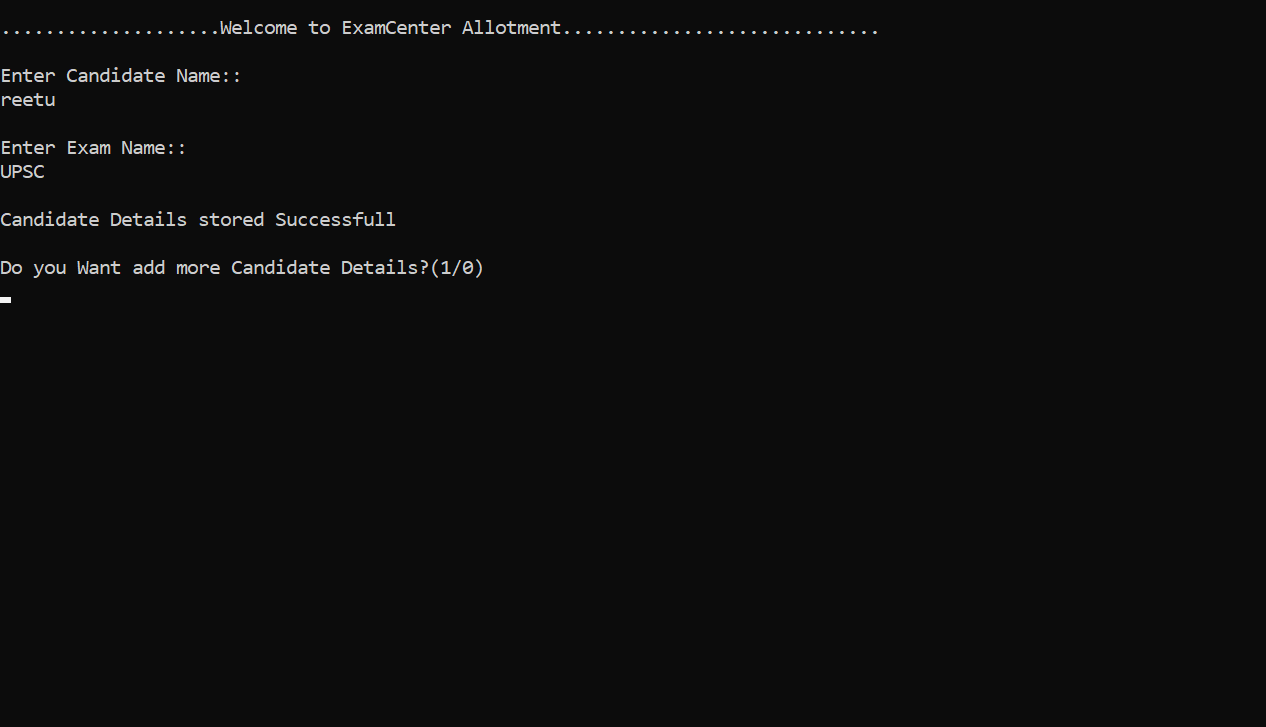 ....................Welcome to ExamCenter Allotment.............................
Enter Candidate Name::
reetu
Enter Exam Name::
UPSC
Candidate Details stored Successfull
Do you Want add more Candidate Details?(1/0)